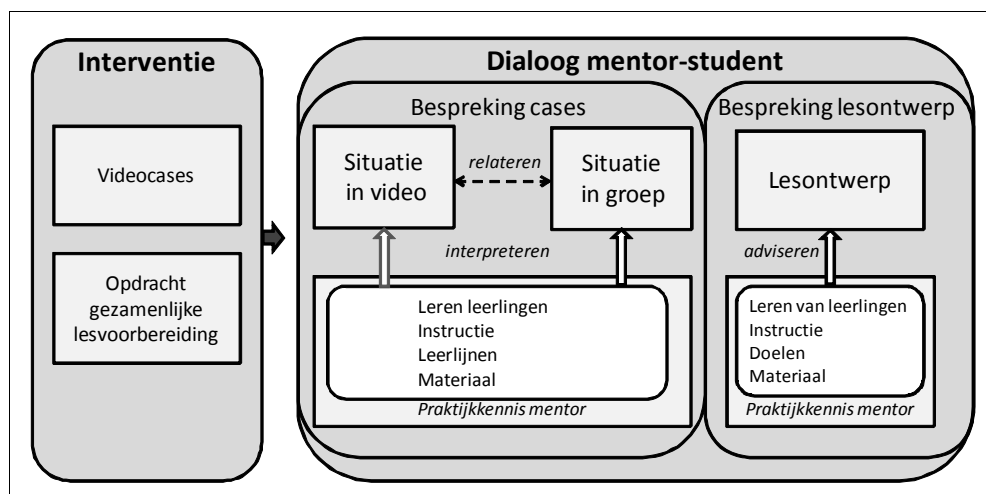 Interventie
Videocases
Opdracht
gezamenlijke
lesvoorbereiding
Dialoog mentor-student
Bespreking cases
Situatie
in video
relateren
Situatie
in groep
interpreteren
Leren leerlingen
Instructie
Leerlijnen
Materiaal
Praktijkkennis mentor
Bespreking lesontwerp
Lesontwerp
adviseren
Leren van leerlingen
Instructie
Doelen
Materiaal
Praktijkkennis mentor